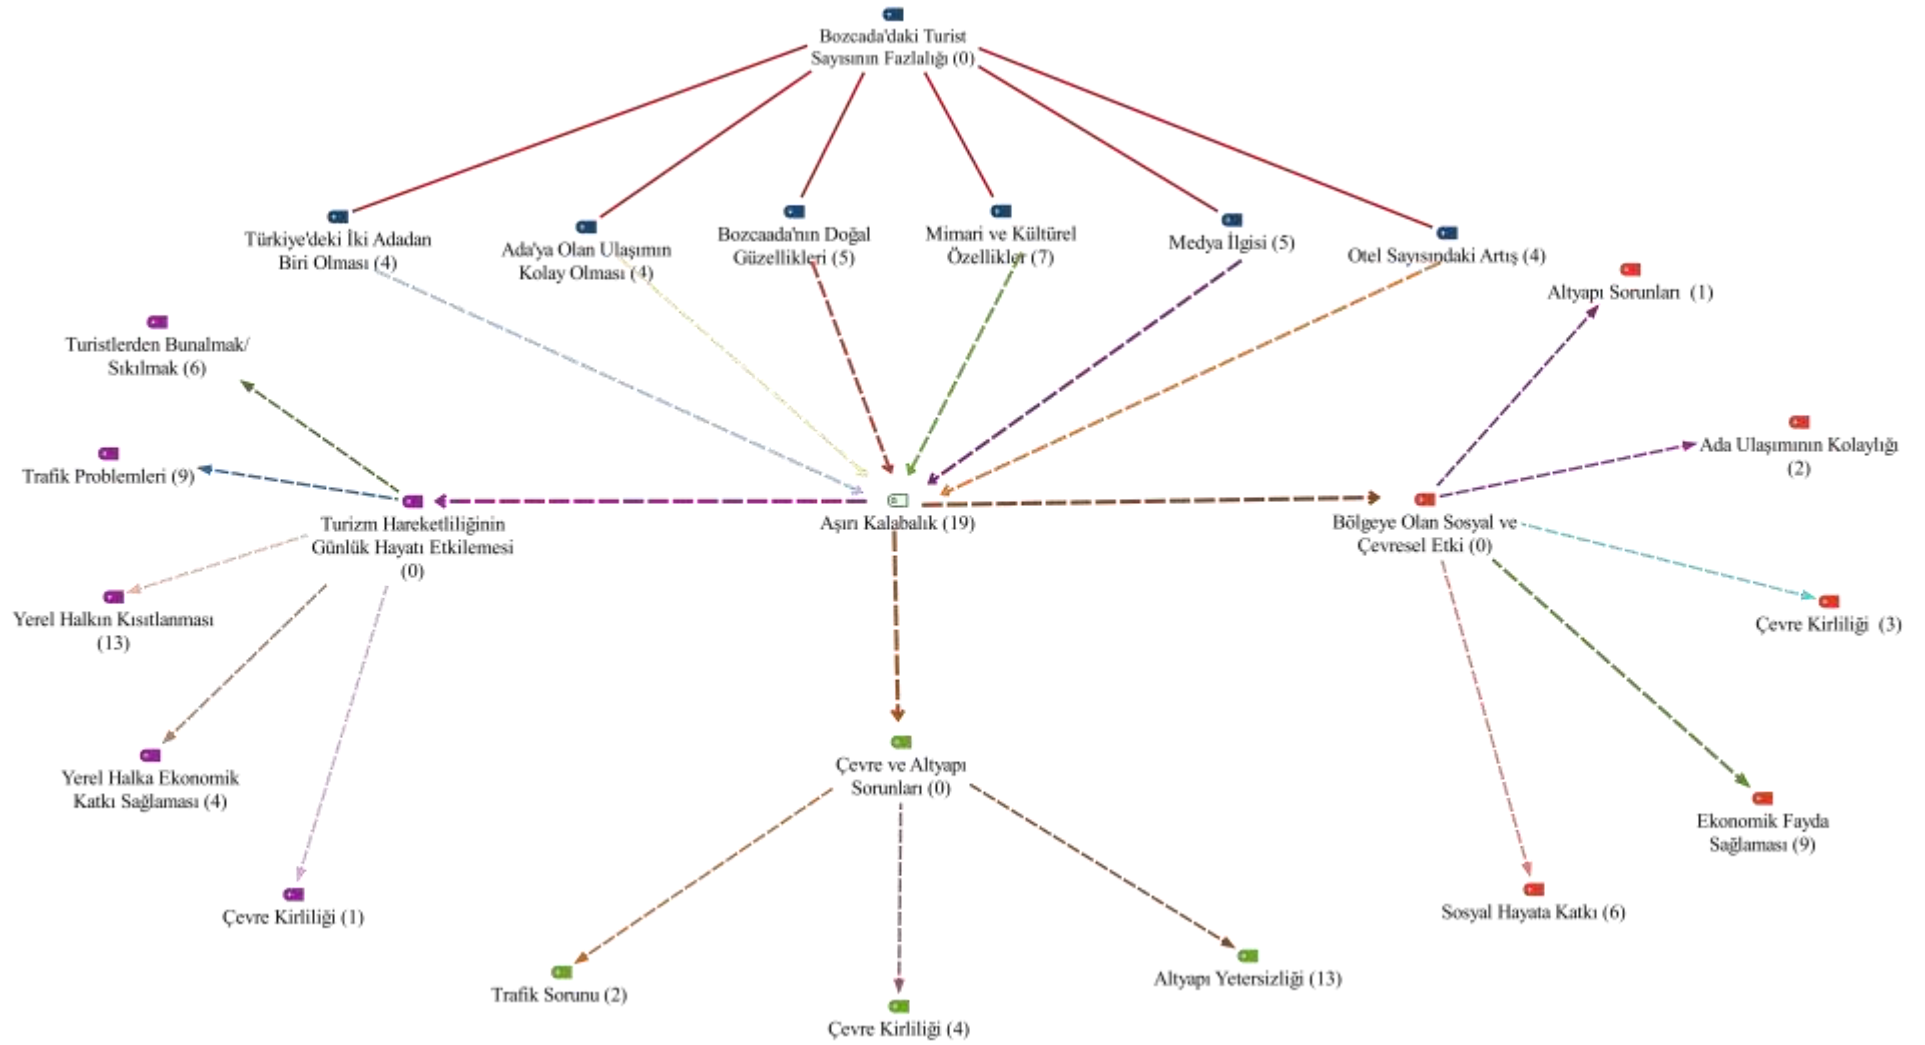 Bozcada'daki Turist
Sayısının Fazlalığı (0)
Türkiye'deki İki Adadan
Biri Olması (4)
Ada'ya Olan Ulaşımın
Kolay Olması (4)
Bozcaada'nın Doğal
Güzellikleri (5)
Mimari ve Kültürel
Özellikler (7)
Medya İlgisi (5)
Otel Sayısındaki Artış (4)
Altyapı Sorunları (1)
Turistlerden Bunalmak/
Sıkılmak (6)
Ada Ulaşımının Kolaylığı
(2)
Trafik Problemleri (9)
Turizm Hareketliliğinin
Günlük Hayatı Etkilemesi
(0)
Aşırı Kalabalık (19)
Bölgeye Olan Sosyal ve
Çevresel Etki (0)
Yerel Halkın Kısıtlanması
(13)
Çevre Kirliliği (3)
Yerel Halka Ekonomik
Katkı Sağlaması (4)
Çevre ve Altyapı
Sorunları (0)
Ekonomik Fayda
Sağlaması (9)
Çevre Kirliliği (1)
Sosyal Hayata Katkı (6)
Trafik Sorunu (2)
Çevre Kirliliği (4)
Altyapı Yetersizliği (13)